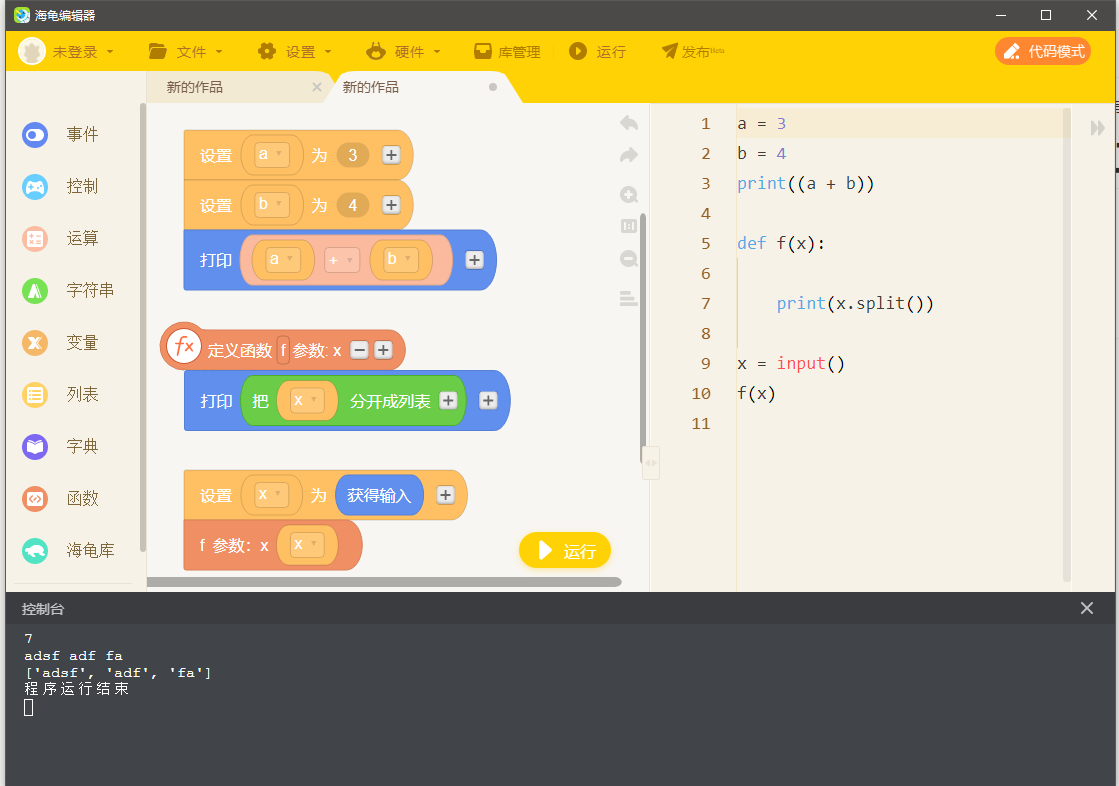 海龟编辑器
未登录 文件 设置 硬件 库管理 运行 发布Beta 代码模式
新的作品 新的作品
事件
控制
运算
字符串
变量
列表
字典
函数
海龟库
设置 a 为 3 +
设置 b 为 4 +
打印 a + b +
fx 定义函数 f 参数: x − +
打印 把 x 分开成列表 + +
设置 x 为 获得输入 +
f 参数: x x
运行
1 a = 3
2 b = 4
3 print((a + b))
4
5 def f(x):
6
7 print(x.split())
8
9 x = input()
10 f(x)
11
控制台
7
adsf adf fa
['adsf', 'adf', 'fa']
程序运行结束